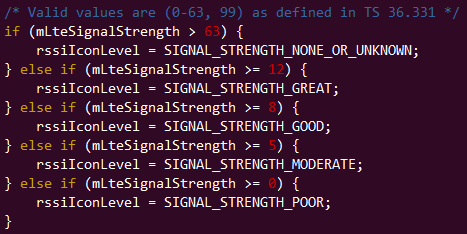 /* Valid values are (0-63, 99) as defined in TS 36.331 */
if (mLteSignalStrength > 63) {
    rssiIconLevel = SIGNAL_STRENGTH_NONE_OR_UNKNOWN;
} else if (mLteSignalStrength >= 12) {
    rssiIconLevel = SIGNAL_STRENGTH_GREAT;
} else if (mLteSignalStrength >= 8) {
    rssiIconLevel = SIGNAL_STRENGTH_GOOD;
} else if (mLteSignalStrength >= 5) {
    rssiIconLevel = SIGNAL_STRENGTH_MODERATE;
} else if (mLteSignalStrength >= 0) {
    rssiIconLevel = SIGNAL_STRENGTH_POOR;
}